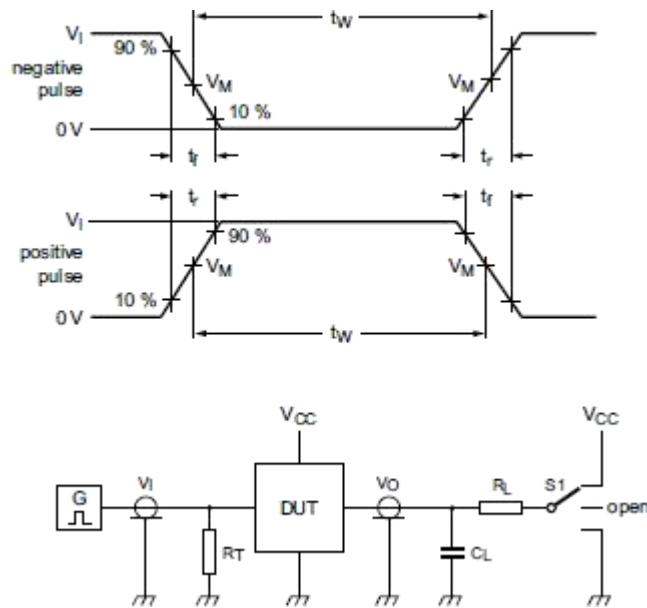 tW
VI
90 %
negative
pulse
VM
VM
10 %
0 V
tf
tr
tr
tf
VI
90 %
positive
pulse
VM
VM
10 %
0 V
tW
VCC
VCC
G
VI
DUT
VO
RL
S1
open
RT
CL